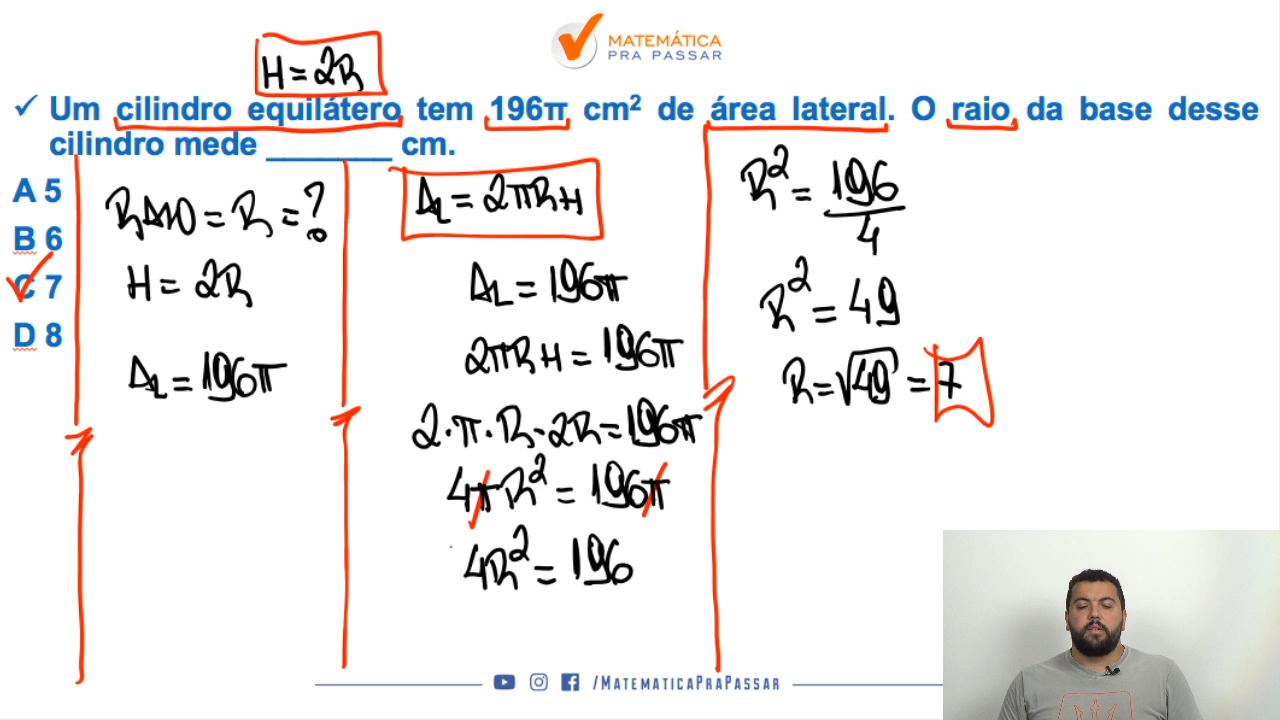 MATEMÁTICA
PRA PASSAR
H = 2R
✓ Um cilindro equilátero tem 196π cm² de área lateral. O raio da base desse
cilindro mede ________ cm.
A 5
B 6
C 7
D 8
RAIO = R = ?
H = 2R
AL = 196π
AL = 2πRH
AL = 196π
2πRH = 196π
2·π·R·2R = 196π
4πR² = 196π
4R² = 196
R² = 196/4
R² = 49
R = √49 = 7
/MATEMATICAPRAPASSAR